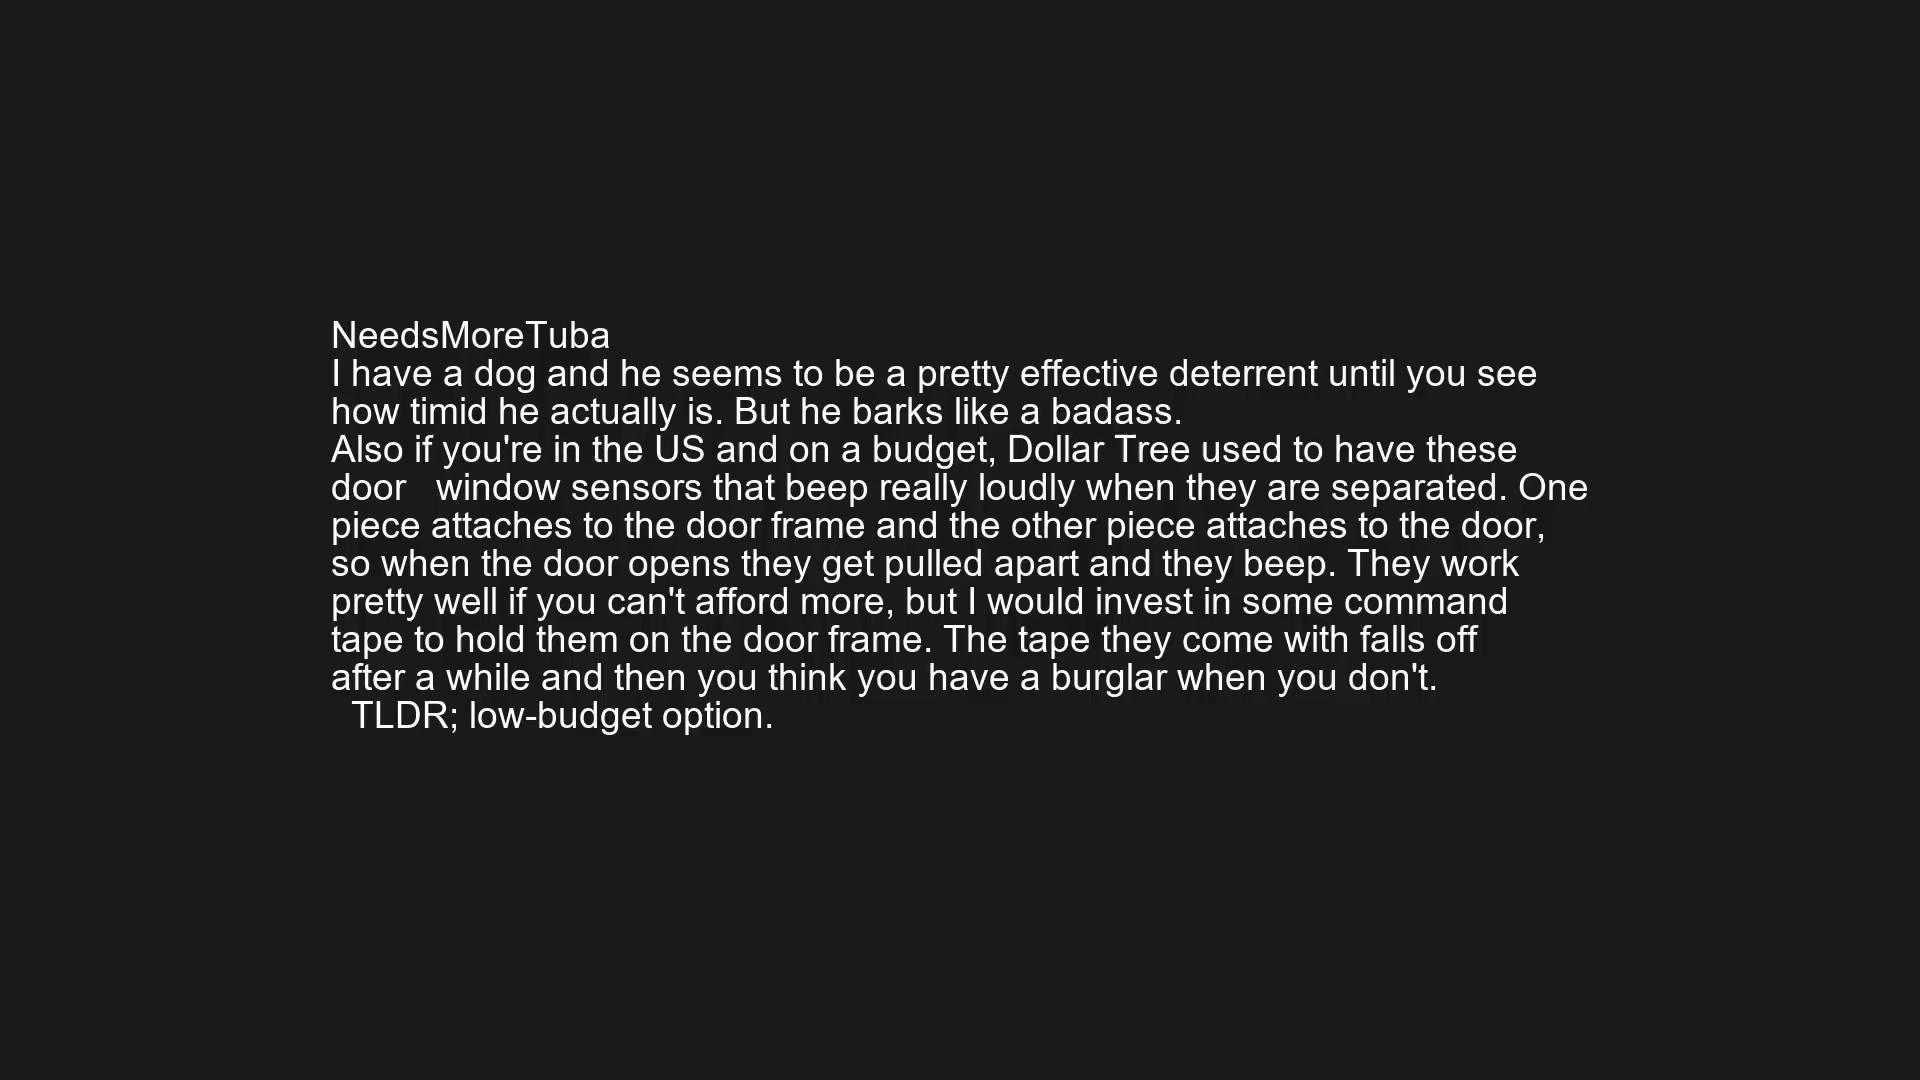 NeedsMoreTuba
I have a dog and he seems to be a pretty effective deterrent until you see
how timid he actually is. But he barks like a badass.
Also if you're in the US and on a budget, Dollar Tree used to have these
door   window sensors that beep really loudly when they are separated. One
piece attaches to the door frame and the other piece attaches to the door,
so when the door opens they get pulled apart and they beep. They work
pretty well if you can't afford more, but I would invest in some command
tape to hold them on the door frame. The tape they come with falls off
after a while and then you think you have a burglar when you don't.
  TLDR; low-budget option.